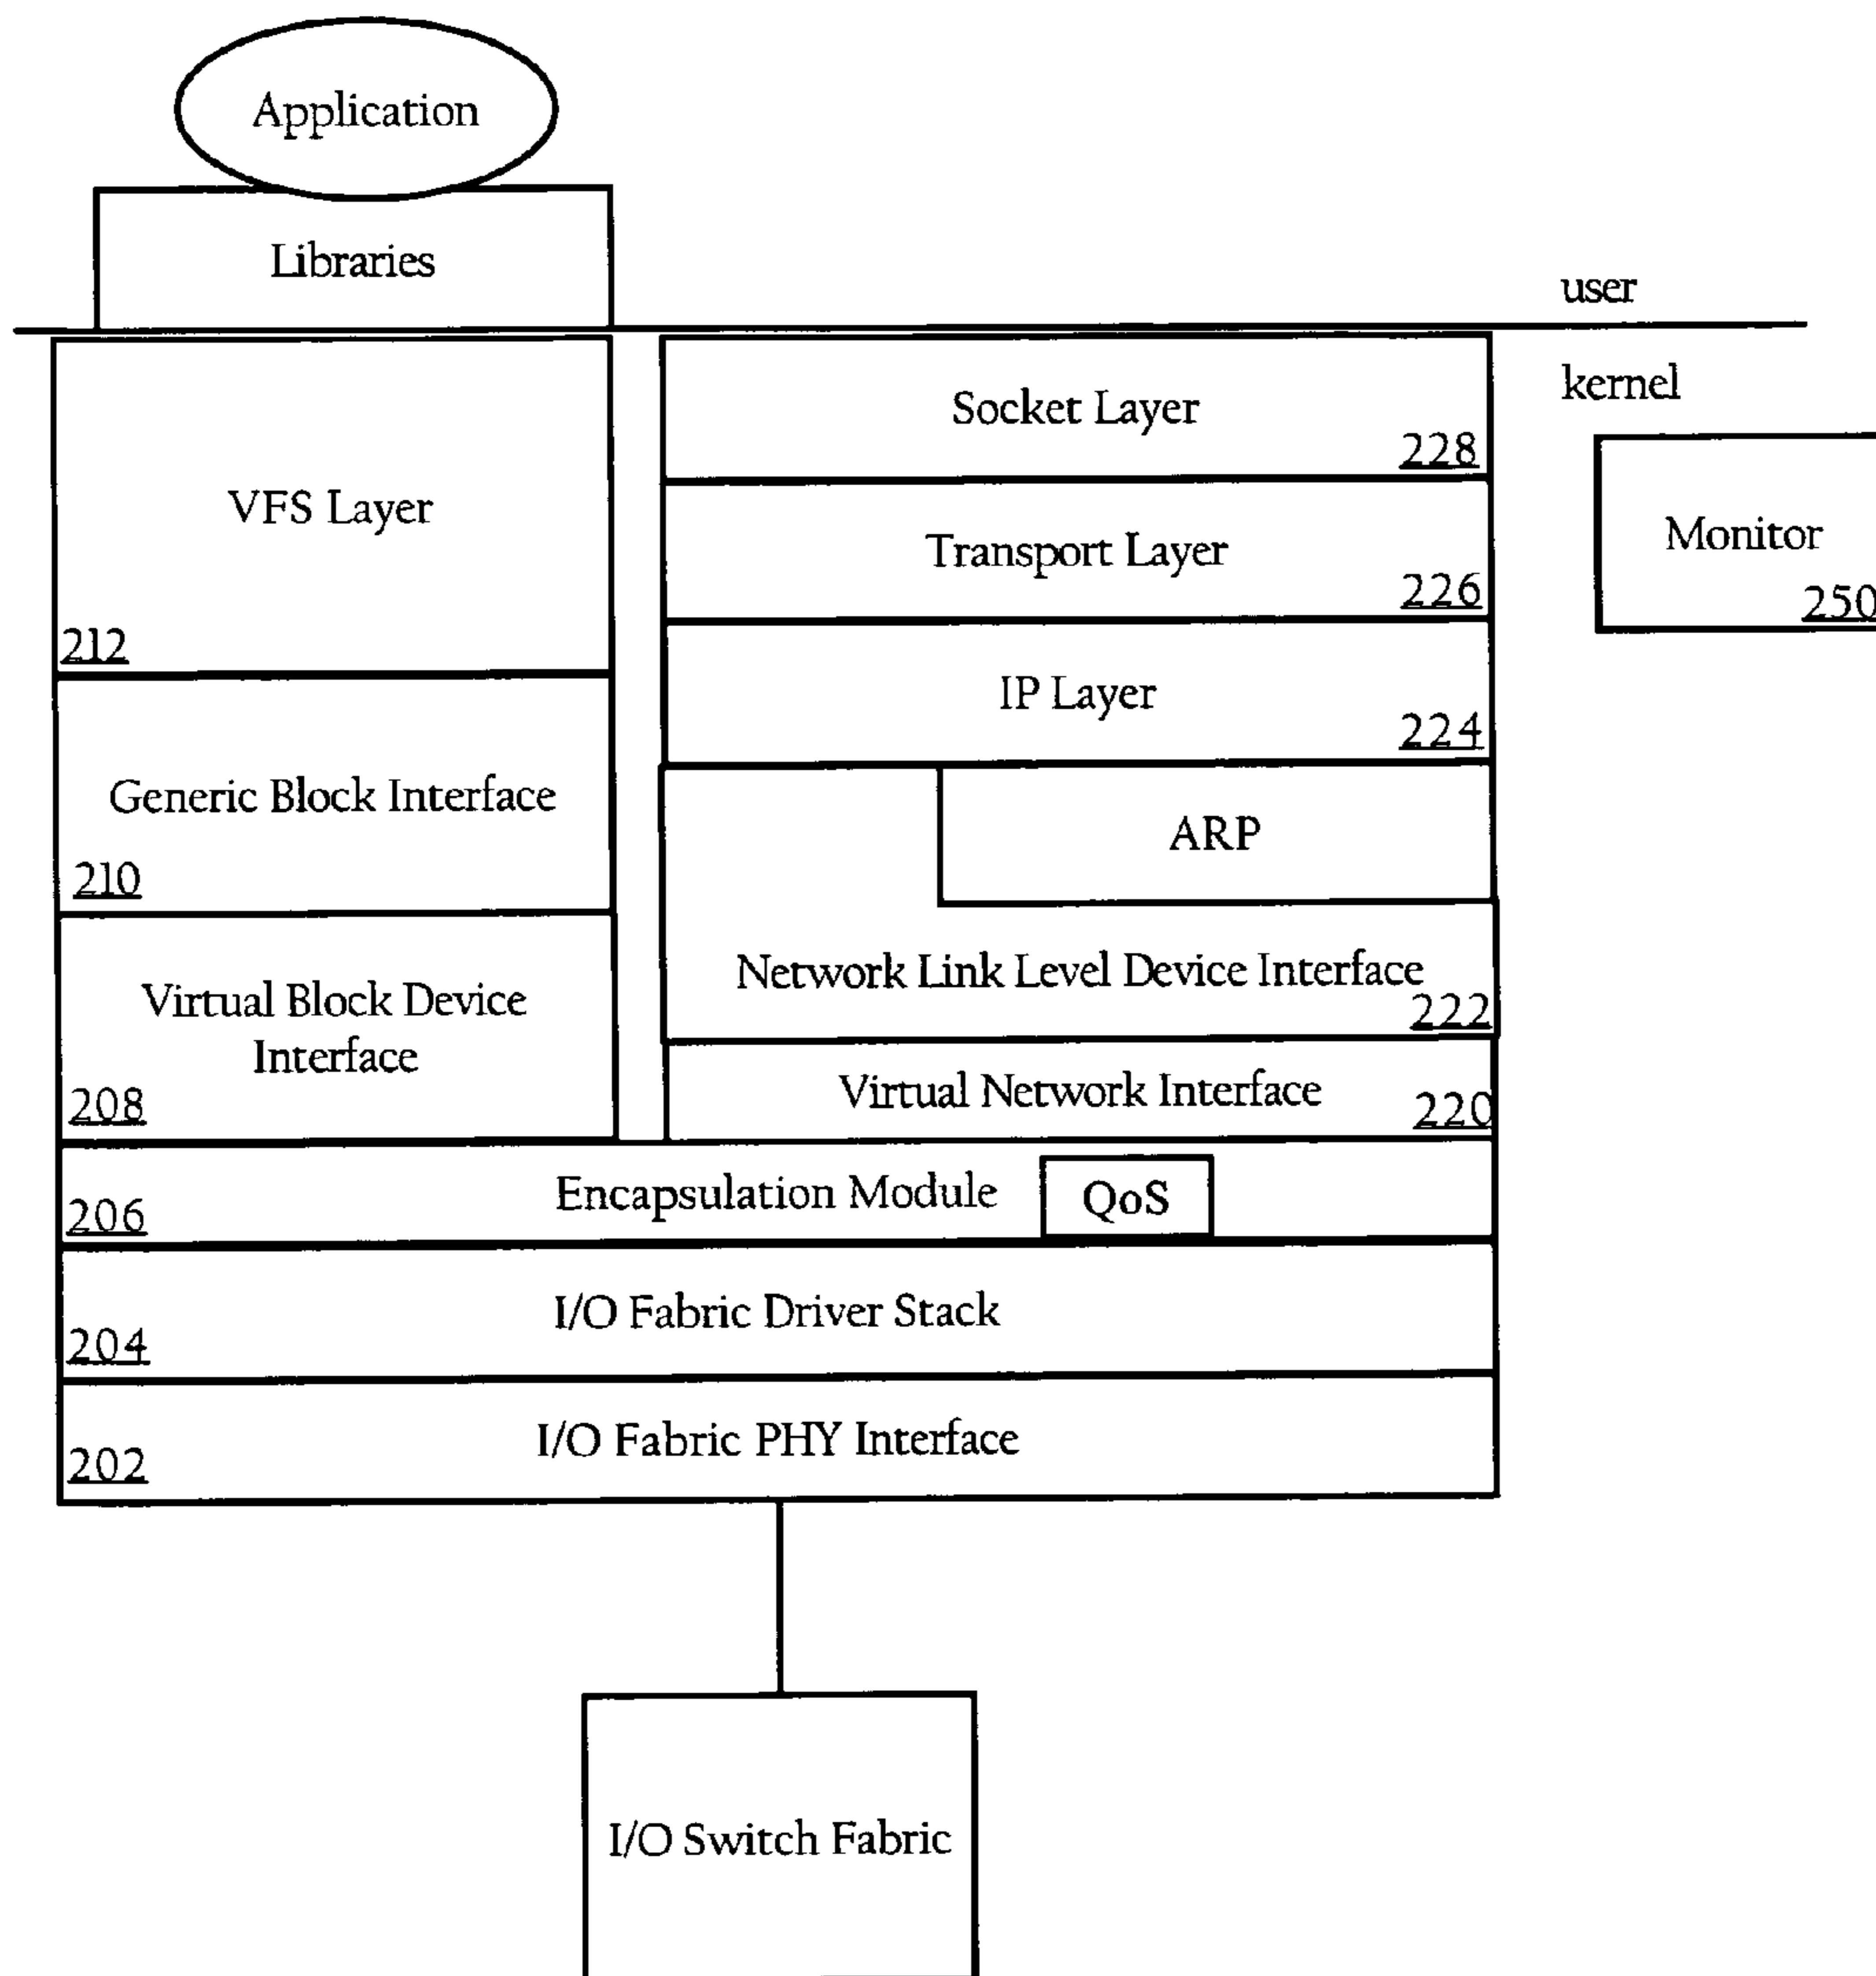 Application
Libraries
user
kernel
VFS Layer
212
Generic Block Interface
210
Virtual Block Device
Interface
208
Socket Layer
228
Transport Layer
226
IP Layer
224
ARP
Network Link Level Device Interface
222
Virtual Network Interface
220
Monitor
250
Encapsulation Module
QoS
206
I/O Fabric Driver Stack
204
I/O Fabric PHY Interface
202
I/O Switch Fabric